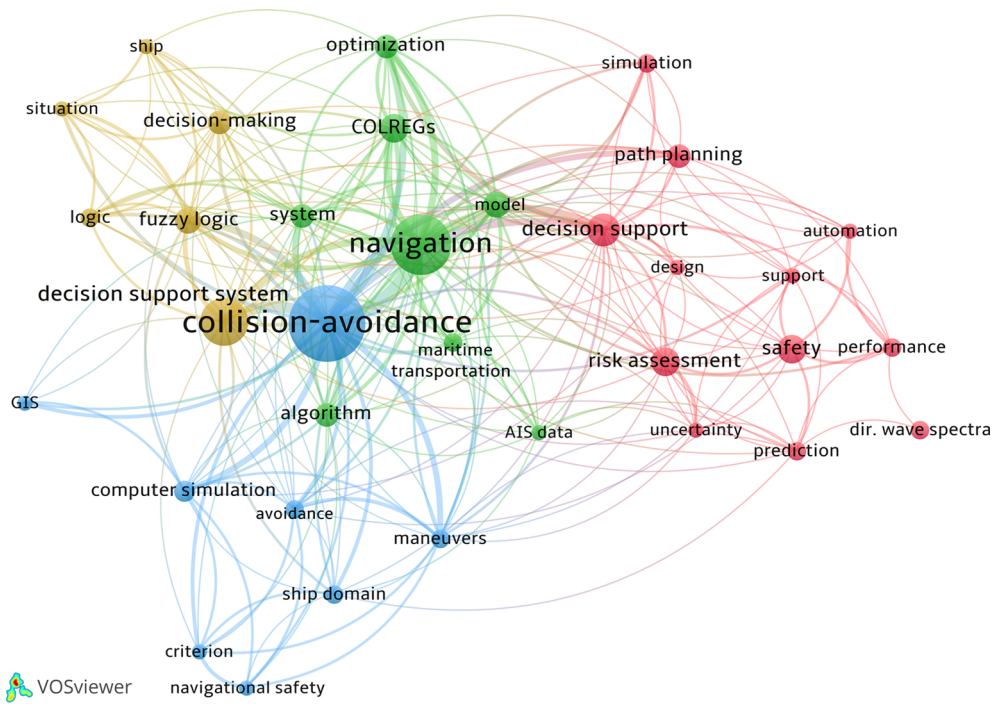 ship
optimization
simulation
situation
decision-making
COLREGs
path planning
logic
fuzzy logic
system
model
decision support
automation
navigation
design
support
decision support system
collision-avoidance
maritime
transportation
risk assessment
safety
performance
GIS
algorithm
AIS data
uncertainty
dir. wave spectra
prediction
computer simulation
avoidance
maneuvers
ship domain
criterion
navigational safety
VOSviewer